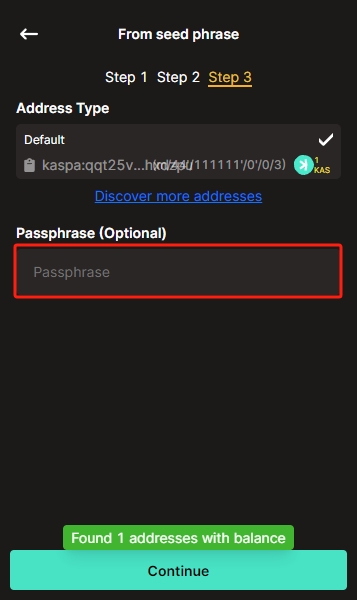 From seed phrase
Step 1 Step 2 Step 3
Address Type
Default
kaspa:qqt25v... (m/44'/111111'/0'/0/3) 1 KAS
Discover more addresses
Passphrase (Optional)
Passphrase
Found 1 addresses with balance
Continue